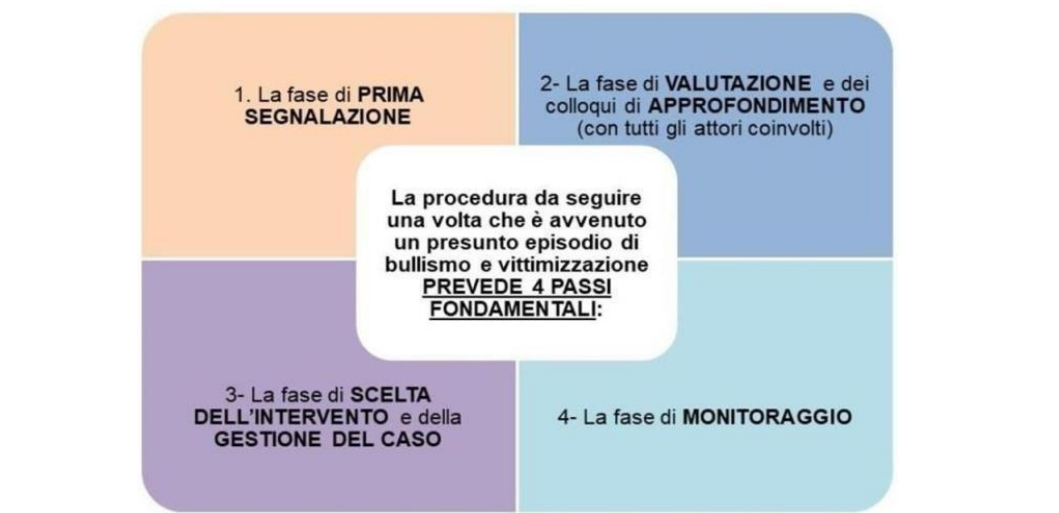 1. La fase di PRIMA
SEGNALAZIONE
2- La fase di VALUTAZIONE e dei
colloqui di APPROFONDIMENTO
(con tutti gli attori coinvolti)
La procedura da seguire
una volta che è avvenuto
un presunto episodio di
bullismo e vittimizzazione
PREVEDE 4 PASSI
FONDAMENTALI:
3- La fase di SCELTA
DELL'INTERVENTO e della
GESTIONE DEL CASO
4- La fase di MONITORAGGIO